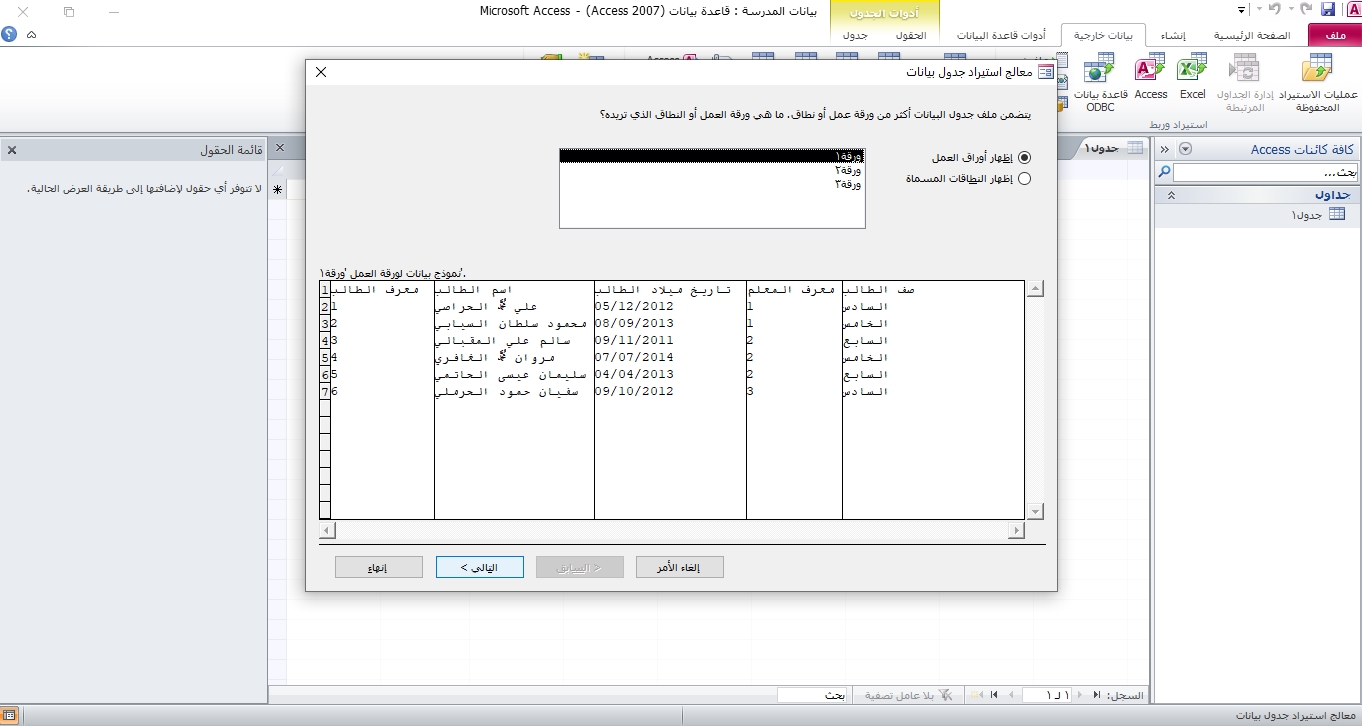 بيانات المدرسة : قاعدة بيانات (Access 2007) - Microsoft Access
أدوات الجدول
ملف
الصفحة الرئيسية
إنشاء
بيانات خارجية
أدوات قاعدة البيانات
الحقول
جدول
عمليات الاستيراد المحفوظة
إدارة الجداول المرتبطة
Excel
Access
قاعدة بيانات ODBC
استيراد وربط
كافة كائنات Access
بحث...
جداول
جدول١
جدول١
قائمة الحقول
لا تتوفر أي حقول لإضافتها إلى طريقة العرض الحالية.
معالج استيراد جدول بيانات
يتضمن ملف جدول البيانات أكثر من ورقة عمل أو نطاق. ما هي ورقة العمل أو النطاق الذي تريده؟
إظهار أوراق العمل
إظهار النطاقات المسماة
ورقة١
ورقة٢
ورقة٣
نموذج بيانات لورقة العمل 'ورقة١'.
1 معرف الطالب اسم الطالب تاريخ ميلاد الطالب معرف المعلم صف الطالب
2 1 علي ﷴ الحراصي 05/12/2012 1 السادس
3 2 محمود سلطان السيابي 08/09/2013 1 الخامس
4 3 سالم علي المقبالي 09/11/2011 2 السابع
5 4 مروان ﷴ الغافري 07/07/2014 2 الخامس
6 5 سليمان عيسى الحاتمي 04/04/2013 2 السابع
7 6 سفيان حمود الحرملي 09/10/2012 3 السادس
إلغاء الأمر
< السابق
التالي >
إنهاء
السجل: ١ لـ ١
بلا عامل تصفية
بحث
معالج استيراد جدول بيانات